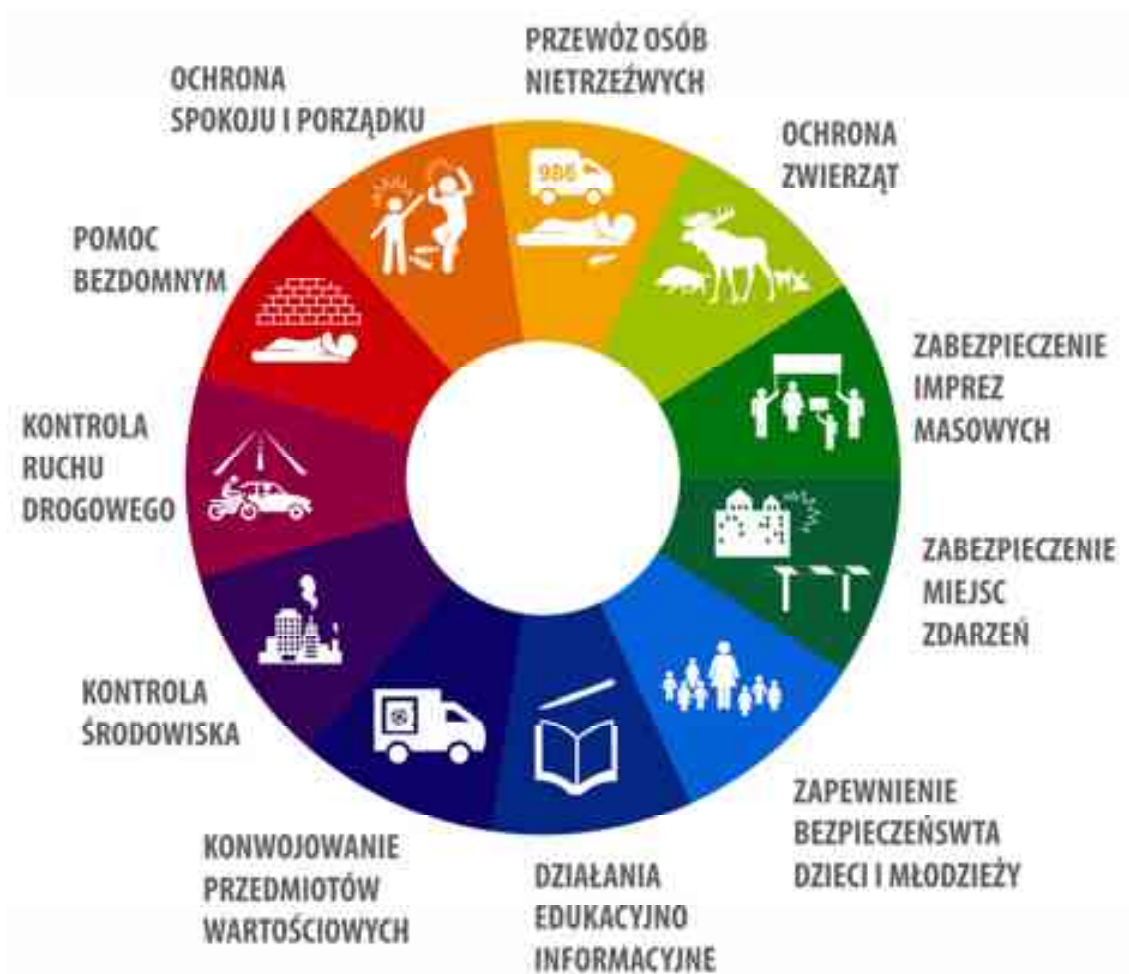 PRZEWÓZ OSÓB
NIETRZEŹWYCH
OCHRONA
ZWIERZĄT
ZABEZPIECZENIE
IMPREZ
MASOWYCH
ZABEZPIECZENIE
MIEJSC
ZDARZEŃ
ZAPEWNIENIE
BEZPIECZEŃSWTA
DZIECI I MŁODZIEŻY
DZIAŁANIA
EDUKACYJNO
INFORMACYJNE
KONWOJOWANIE
PRZEDMIOTÓW
WARTOŚCIOWYCH
KONTROLA
ŚRODOWISKA
KONTROLA
RUCHU
DROGOWEGO
POMOC
BEZDOMNYM
OCHRONA
SPOKOJU I PORZĄDKU
986